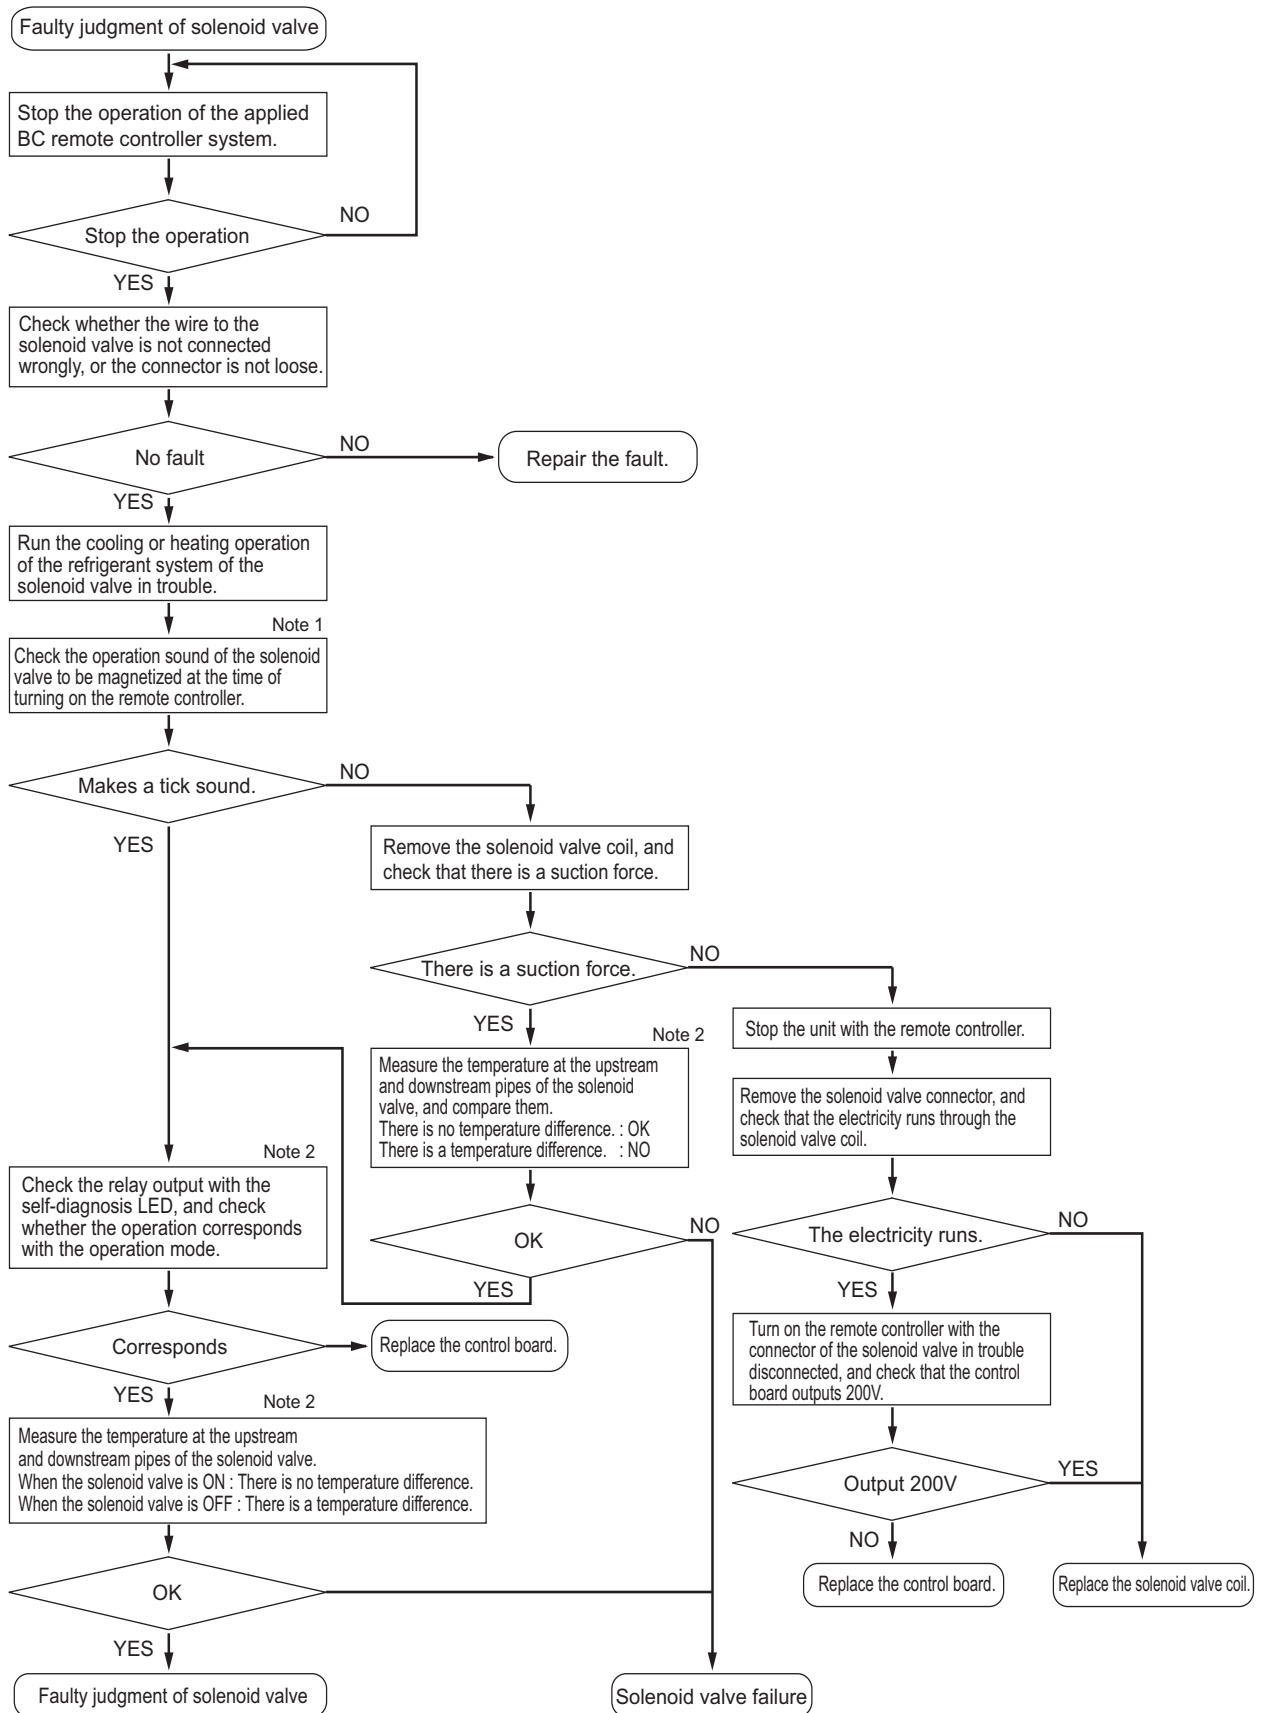 Faulty judgment of solenoid valve
Stop the operation of the applied
BC remote controller system.
Stop the operation
NO
YES
Check whether the wire to the
solenoid valve is not connected
wrongly, or the connector is not loose.
No fault
NO
Repair the fault.
YES
Run the cooling or heating operation
of the refrigerant system of the
solenoid valve in trouble.
Note 1
Check the operation sound of the solenoid
valve to be magnetized at the time of
turning on the remote controller.
Makes a tick sound.
NO
YES
Remove the solenoid valve coil, and
check that there is a suction force.
There is a suction force.
NO
YES
Note 2
Measure the temperature at the upstream
and downstream pipes of the solenoid
valve, and compare them.
There is no temperature difference. : OK
There is a temperature difference. : NO
OK
NO
YES
Stop the unit with the remote controller.
Remove the solenoid valve connector, and
check that the electricity runs through the
solenoid valve coil.
The electricity runs.
NO
YES
Turn on the remote controller with the
connector of the solenoid valve in trouble
disconnected, and check that the control
board outputs 200V.
Output 200V
YES
NO
Replace the control board.
Replace the solenoid valve coil.
Note 2
Check the relay output with the
self-diagnosis LED, and check
whether the operation corresponds
with the operation mode.
Corresponds
Replace the control board.
YES
Note 2
Measure the temperature at the upstream
and downstream pipes of the solenoid valve.
When the solenoid valve is ON : There is no temperature difference.
When the solenoid valve is OFF : There is a temperature difference.
OK
YES
Faulty judgment of solenoid valve
Solenoid valve failure